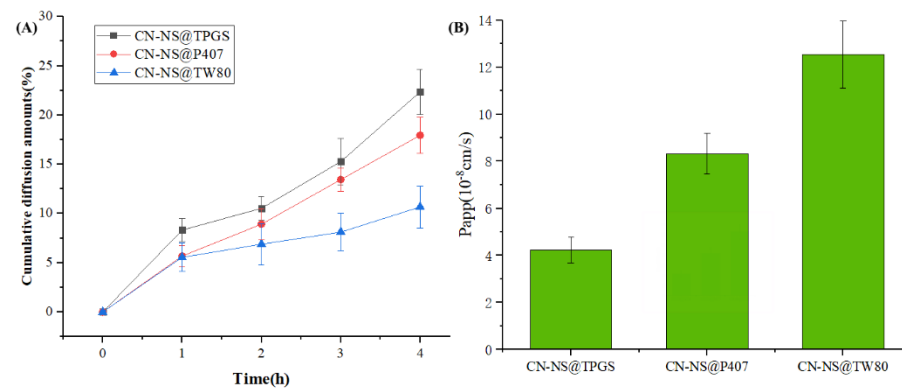 (A)
CN-NS@TPGS
CN-NS@P407
CN-NS@TW80
Cumulative diffusion amounts(%)
30
25
20
15
10
5
0
0 1 2 3 4
Time(h)
(B)
Papp(10⁻⁸cm/s)
14
12
10
8
6
4
2
0
CN-NS@TPGS CN-NS@P407 CN-NS@TW80